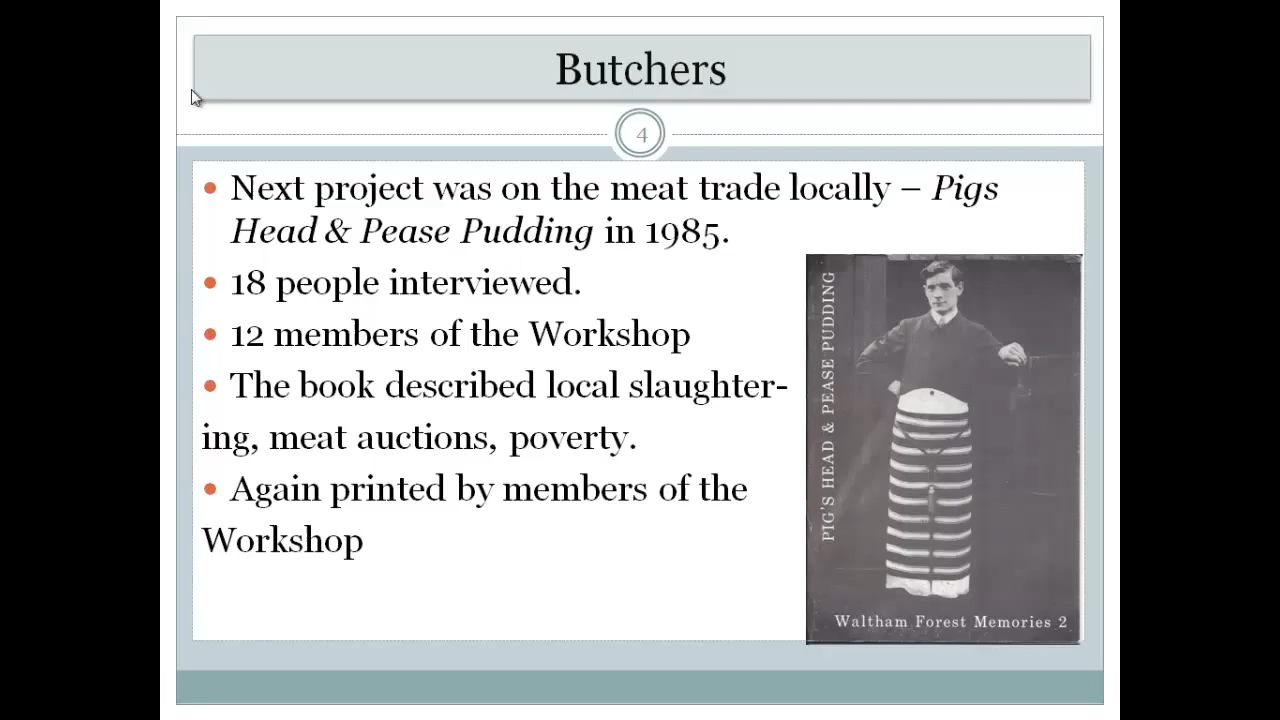 Butchers
4
• Next project was on the meat trade locally – Pigs
Head & Pease Pudding in 1985.
• 18 people interviewed.
• 12 members of the Workshop
• The book described local slaughter-
ing, meat auctions, poverty.
• Again printed by members of the
Workshop
PIG'S HEAD & PEASE PUDDING
Waltham Forest Memories 2